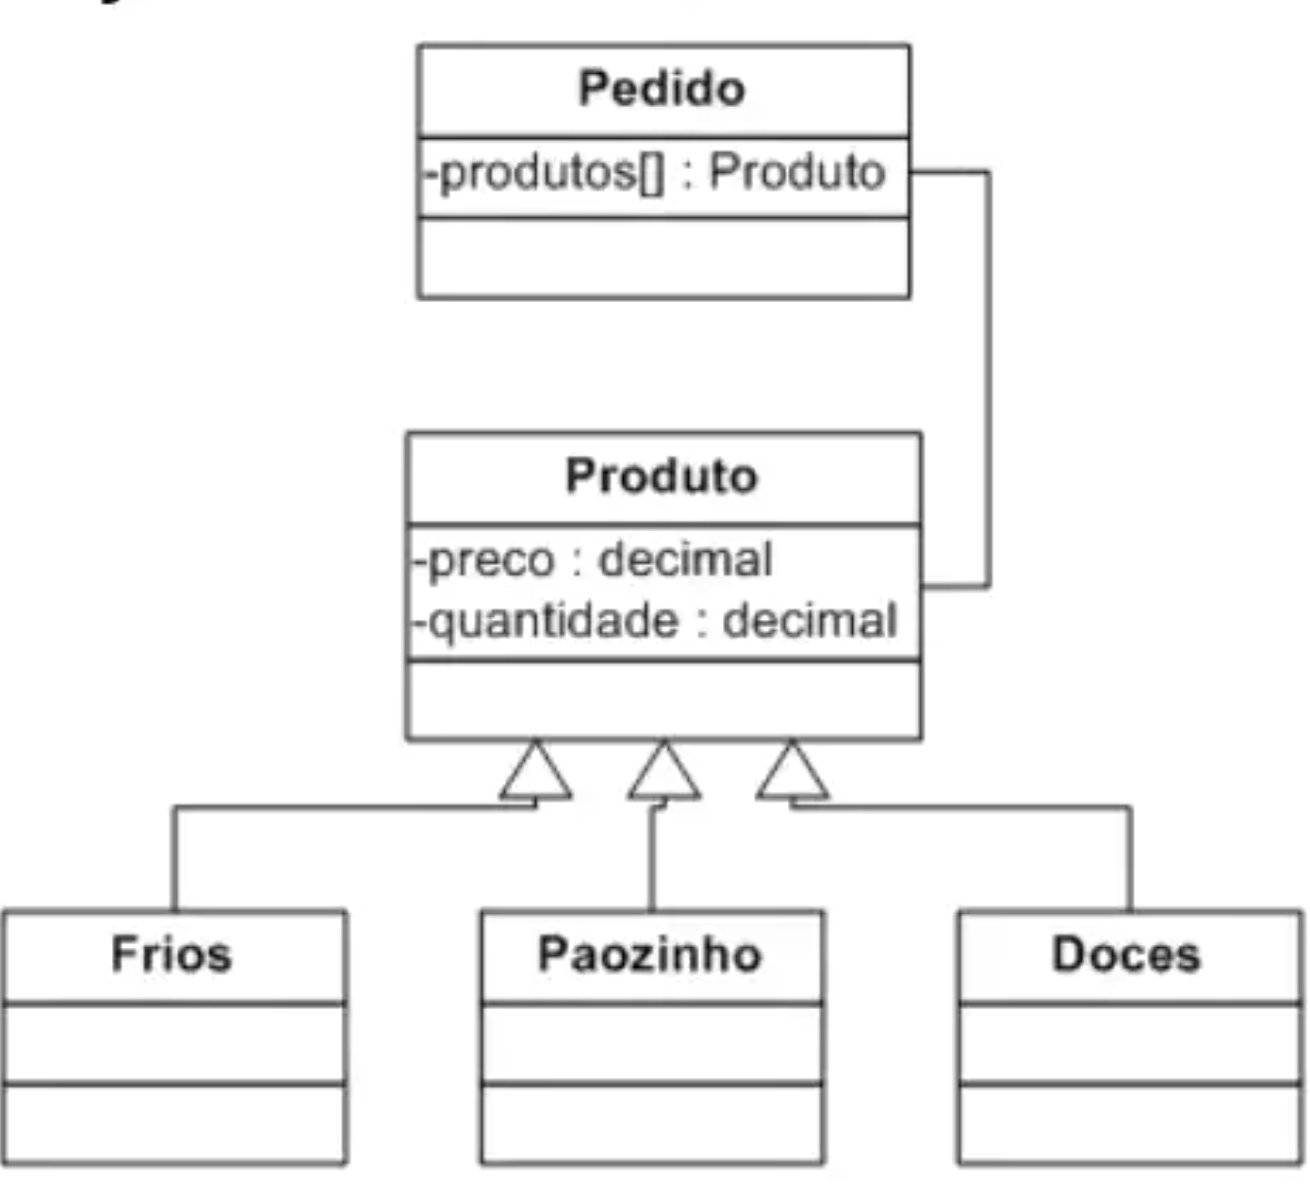 Pedido
-produtos[] : Produto
Produto
-preco : decimal
-quantidade : decimal
Frios
Paozinho
Doces